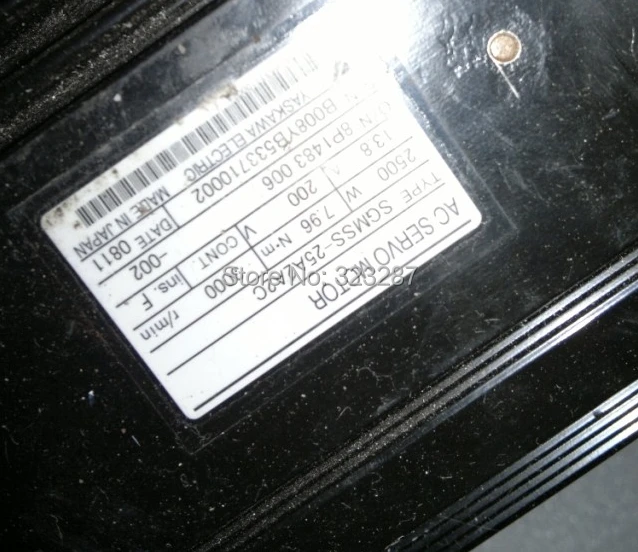 AC SERVO MOTOR
TYPE SGMSS-25A
2500 W 7.96 N·m r/min
13.8 A CONT. ins. F
200 V
O/N 8P1483 006 -002
S/N B008YB533710002 DATE 0811
YASKAWA ELECTRIC MADE IN JAPAN
Store No: 323287